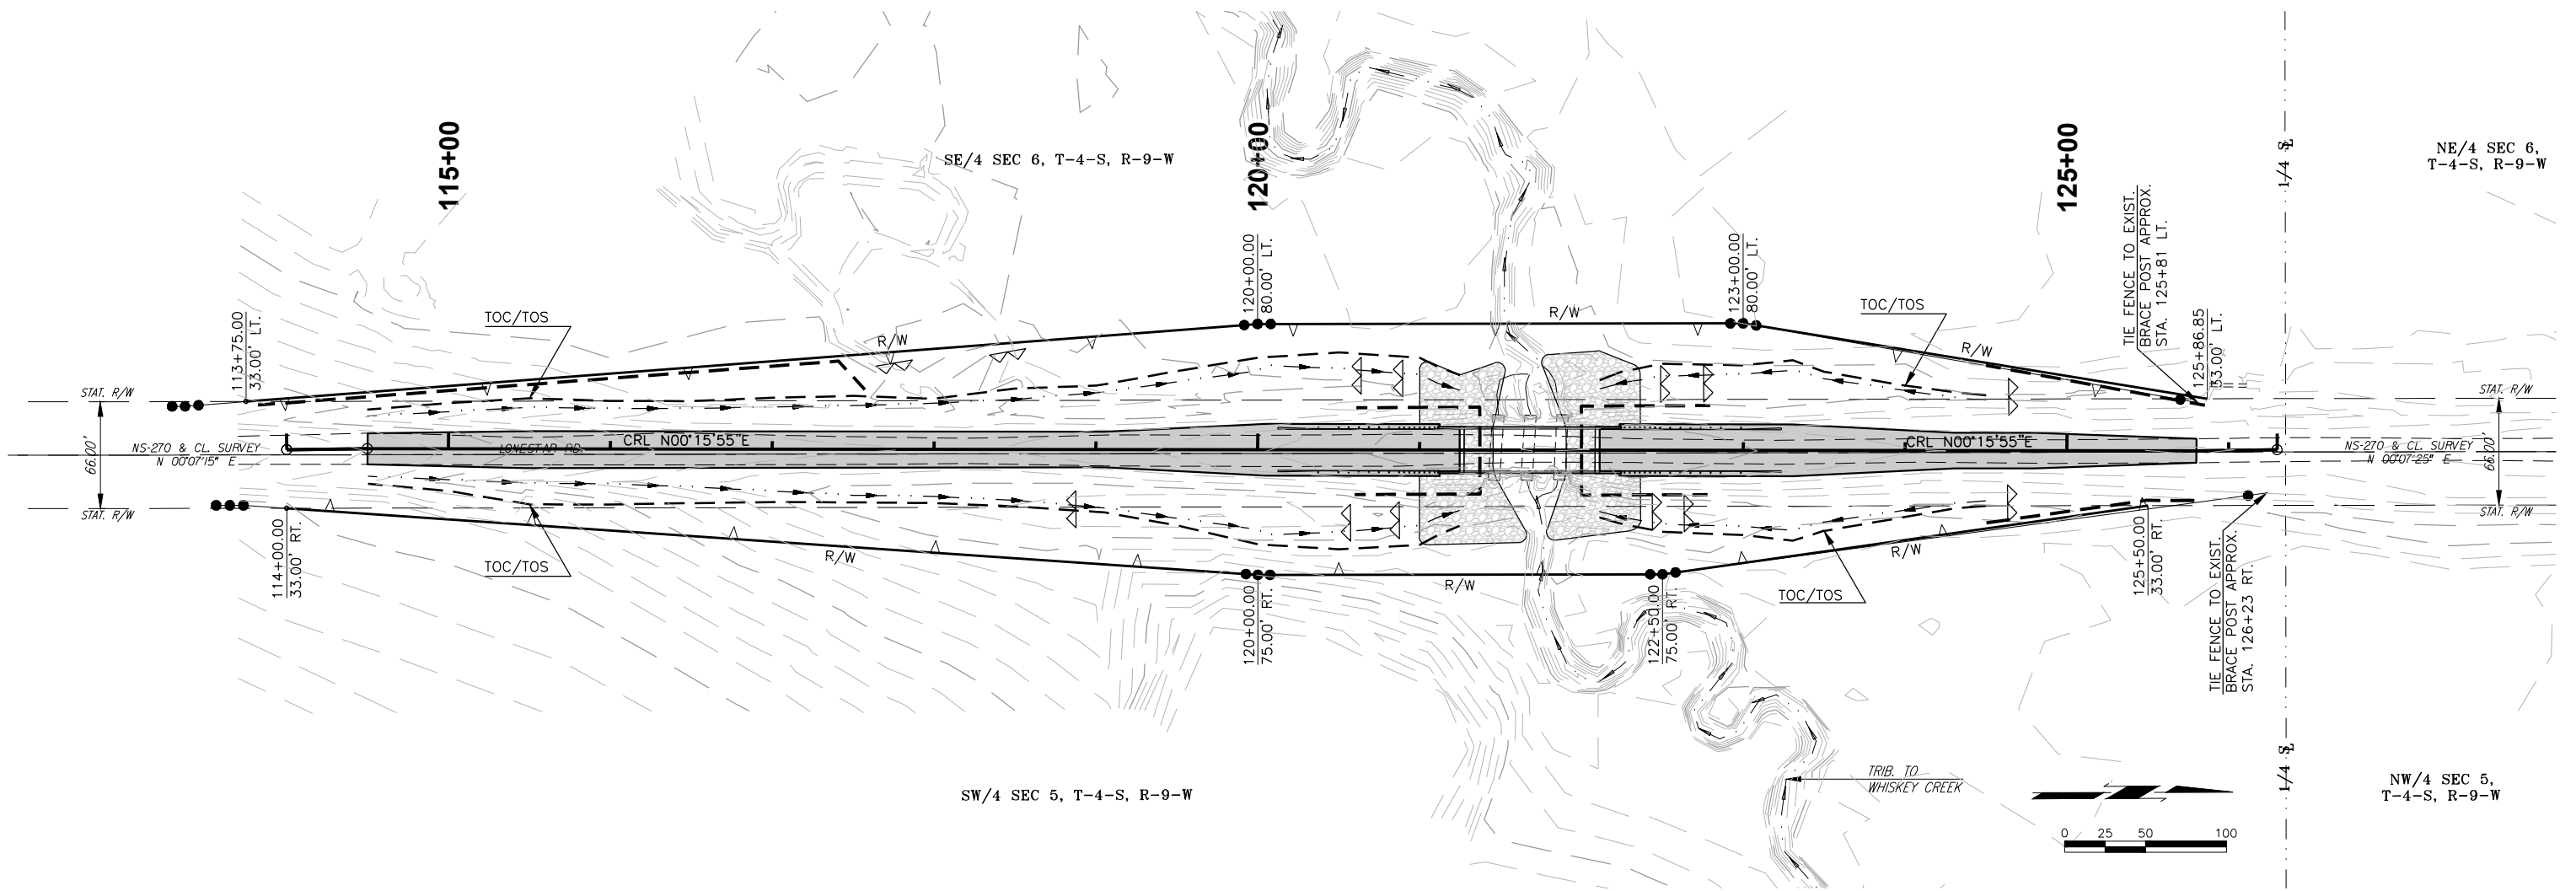 115+00
120+00
125+00
SE/4 SEC 6, T-4-S, R-9-W
NE/4 SEC 6,
T-4-S, R-9-W
1/4 SL
TIE FENCE TO EXIST.
BRACE POST APPROX.
STA. 125+81 LT.
113+75.00
33.00' LT.
120+00.00
80.00' LT.
123+00.00
80.00' LT.
125+86.85
33.00' LT.
TOC/TOS
R/W
R/W
TOC/TOS
R/W
STAT. R/W
STAT. R/W
66.00'
NS-270 & CL. SURVEY
N 00°07'15" E
LONESTAR RD.
CRL N00°15'55"E
CRL N00°15'55"E
NS-270 & CL. SURVEY
N 00°07'25" E
66.00'
STAT. R/W
STAT. R/W
114+00.00
33.00' RT.
TOC/TOS
R/W
120+00.00
75.00' RT.
R/W
122+50.00
75.00' RT.
TOC/TOS
R/W
125+50.00
33.00' RT.
TIE FENCE TO EXIST.
BRACE POST APPROX.
STA. 126+23 RT.
SW/4 SEC 5, T-4-S, R-9-W
TRIB. TO
WHISKEY CREEK
1/4 SL
NW/4 SEC 5,
T-4-S, R-9-W
0 25 50 100